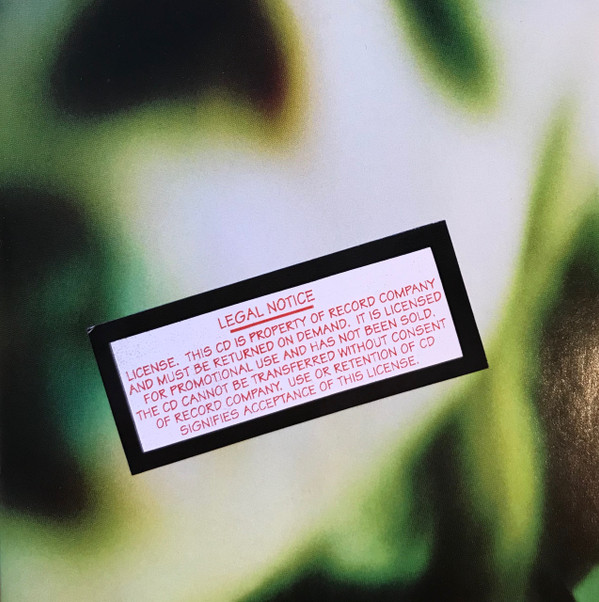 LEGAL NOTICE
LICENSE. THIS CD IS PROPERTY OF RECORD COMPANY
AND MUST BE RETURNED ON DEMAND. IT IS LICENSED
FOR PROMOTIONAL USE AND HAS NOT BEEN SOLD.
THE CD CANNOT BE TRANSFERRED WITHOUT CONSENT
OF RECORD COMPANY. USE OR RETENTION OF CD
SIGNIFIES ACCEPTANCE OF THIS LICENSE.